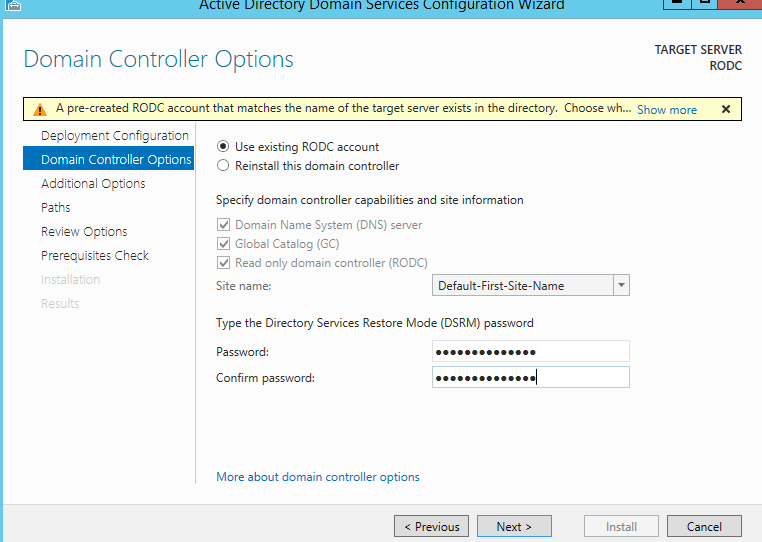 Active Directory Domain Services Configuration Wizard
Domain Controller Options
TARGET SERVER
RODC
A pre-created RODC account that matches the name of the target server exists in the directory. Choose wh... Show more
Deployment Configuration
Domain Controller Options
Additional Options
Paths
Review Options
Prerequisites Check
Installation
Results
Use existing RODC account
Reinstall this domain controller
Specify domain controller capabilities and site information
Domain Name System (DNS) server
Global Catalog (GC)
Read only domain controller (RODC)
Site name: Default-First-Site-Name
Type the Directory Services Restore Mode (DSRM) password
Password: ••••••••••••••
Confirm password: ••••••••••••••
More about domain controller options
< Previous Next > Install Cancel